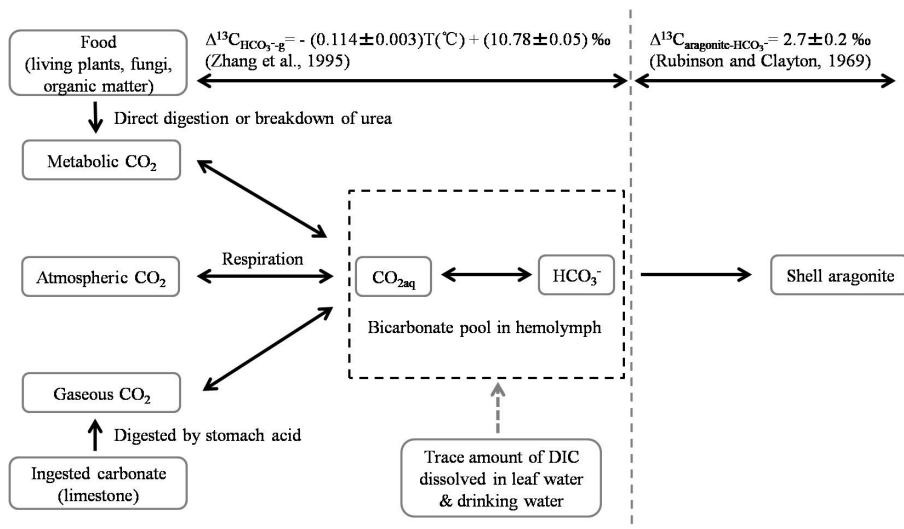 Food
(living plants, fungi,
organic matter)
Δ¹³C_HCO₃⁻-g= - (0.114±0.003)T(℃) + (10.78±0.05) ‰
(Zhang et al., 1995)
Δ¹³C_aragonite-HCO₃⁻= 2.7±0.2 ‰
(Rubinson and Clayton, 1969)
Direct digestion or breakdown of urea
Metabolic CO₂
Atmospheric CO₂
Respiration
CO₂aq
HCO₃⁻
Shell aragonite
Bicarbonate pool in hemolymph
Gaseous CO₂
Digested by stomach acid
Ingested carbonate
(limestone)
Trace amount of DIC
dissolved in leaf water
& drinking water